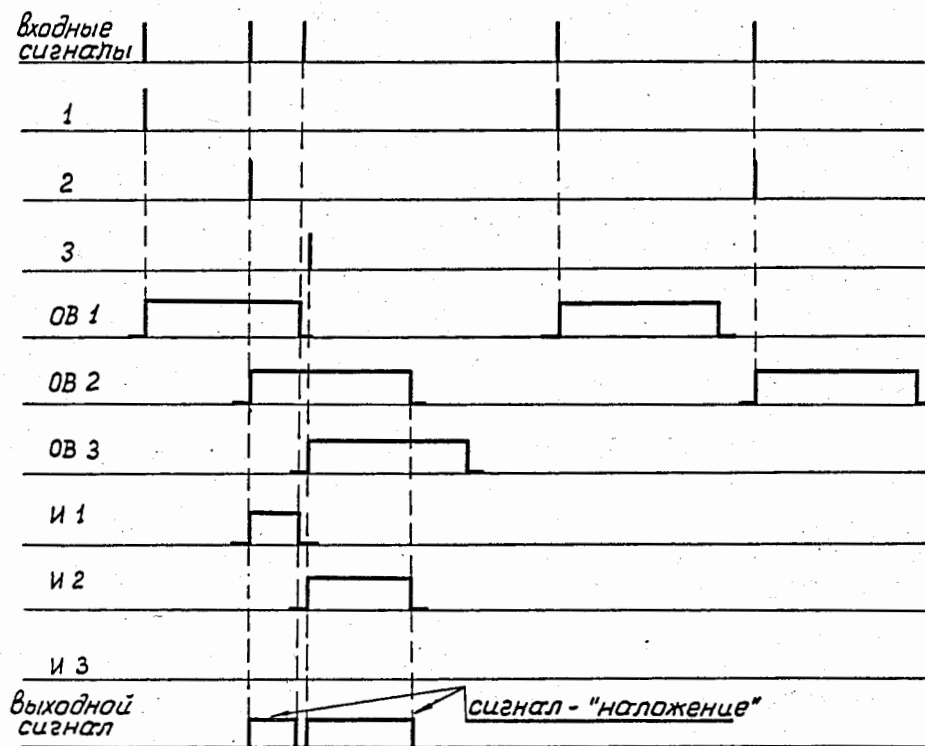 входные
сигналы
1
2
3
ОВ 1
ОВ 2
ОВ 3
И 1
И 2
И 3
выходной
сигнал
сигнал - "наложение"